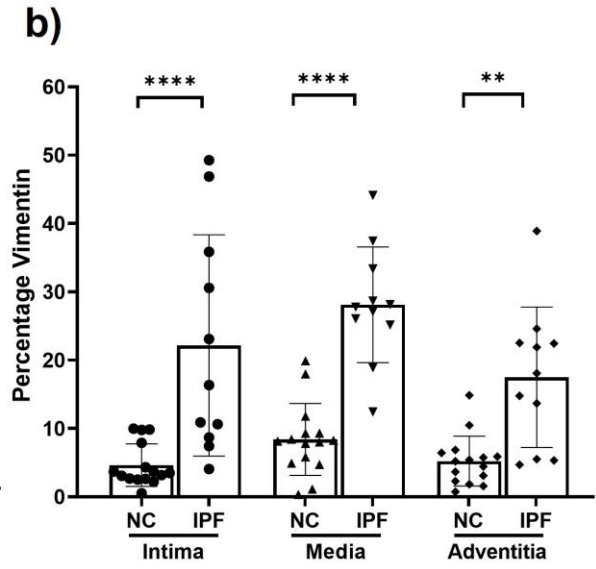 b)
**** **** **
Percentage Vimentin
60
50
40
30
20
10
0
NC IPF NC IPF NC IPF
Intima Media Adventitia